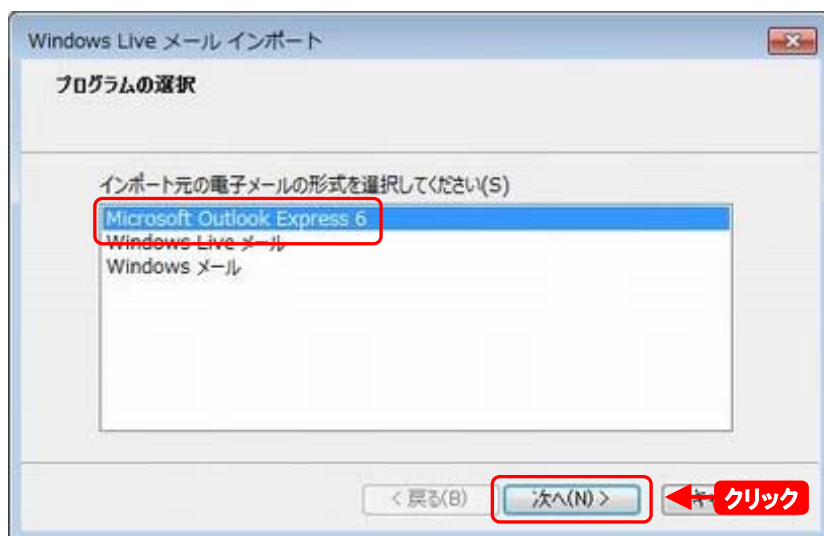 Windows Live メール インポート
プログラムの選択
インポート元の電子メールの形式を選択してください(S)
Microsoft Outlook Express 6
Windows Live メール
Windows メール
< 戻る(B) 次へ(N) > クリック